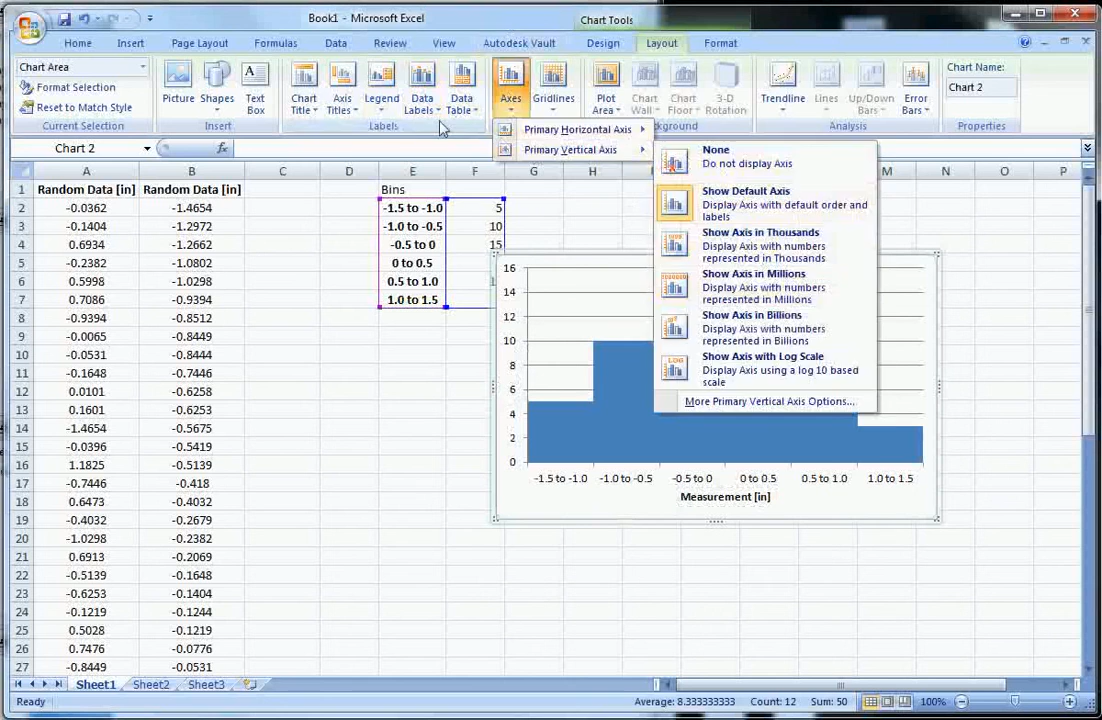 Book1 - Microsoft Excel
Chart Tools
Home Insert Page Layout Formulas Data Review View Autodesk Vault Design Layout Format
Chart Area
Format Selection
Reset to Match Style
Current Selection
Picture Shapes Text Box
Insert
Chart Title Axis Titles Legend Data Labels Data Table
Labels
Axes Gridlines
Plot Area Chart Wall Chart Floor 3-D Rotation
Trendline Lines Up/Down Bars Error Bars
Analysis
Chart Name:
Chart 2
Properties
Primary Horizontal Axis
Primary Vertical Axis
None
Do not display Axis
Show Default Axis
Display Axis with default order and
labels
Show Axis in Thousands
Display Axis with numbers
represented in Thousands
Show Axis in Millions
Display Axis with numbers
represented in Millions
Show Axis in Billions
Display Axis with numbers
represented in Billions
Show Axis with Log Scale
Display Axis using a log 10 based
scale
More Primary Vertical Axis Options...
Chart 2 fx
A B C D E F G H M N O P
1 Random Data [in] Random Data [in] Bins
2 -0.0362 -1.4654 -1.5 to -1.0 5
3 -0.1404 -1.2972 -1.0 to -0.5 10
4 0.6934 -1.2662 -0.5 to 0 15
5 -0.2382 -1.0802 0 to 0.5
6 0.5998 -1.0298 0.5 to 1.0
7 0.7086 -0.9394 1.0 to 1.5
8 -0.9394 -0.8512
9 -0.0065 -0.8449
10 -0.0531 -0.8444
11 -0.1648 -0.7446
12 0.0101 -0.6258
13 0.1601 -0.6253
14 -1.4654 -0.5675
15 -0.0396 -0.5419
16 1.1825 -0.5139
17 -0.7446 -0.418
18 0.6473 -0.4032
19 -0.4032 -0.2679
20 -1.0298 -0.2382
21 0.6913 -0.2069
22 -0.5139 -0.1648
23 -0.6253 -0.1404
24 -0.1219 -0.1244
25 0.5028 -0.1219
26 0.7476 -0.0776
27 -0.8449 -0.0531
16
14
12
10
8
6
4
2
0
-1.5 to -1.0 -1.0 to -0.5 -0.5 to 0 0 to 0.5 0.5 to 1.0 1.0 to 1.5
Measurement [in]
Sheet1 Sheet2 Sheet3
Ready Average: 8.333333333 Count: 12 Sum: 50 100%